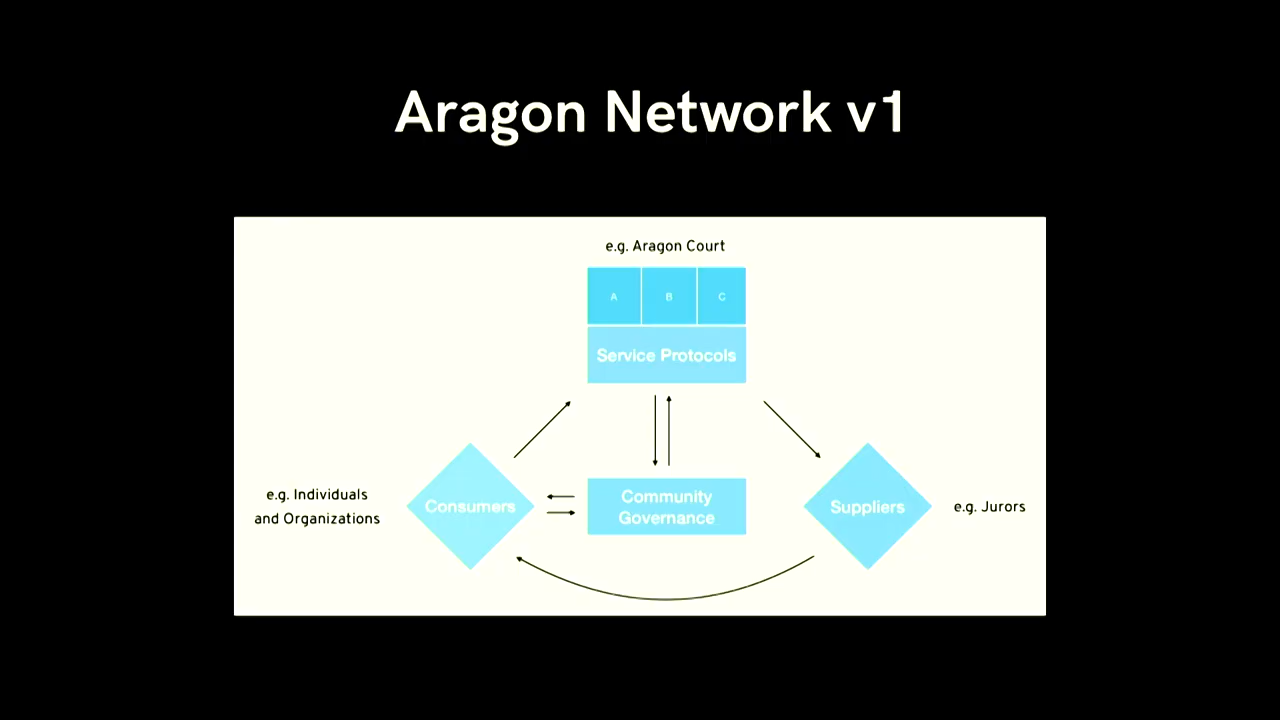 Aragon Network v1
e.g. Aragon Court
A B C
Service Protocols
e.g. Individuals
and Organizations
Consumers
Community
Governance
Suppliers
e.g. Jurors